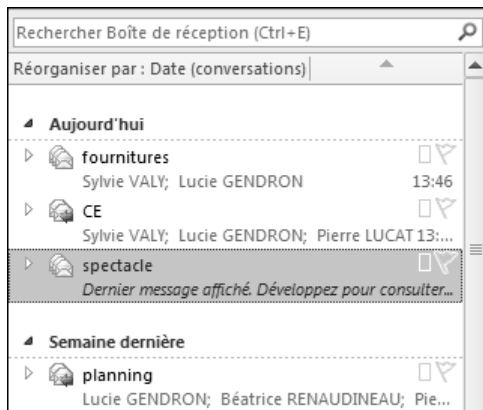 Rechercher Boîte de réception (Ctrl+E)
Réorganiser par : Date (conversations)
Aujourd'hui
fournitures
Sylvie VALY; Lucie GENDRON 13:46
CE
Sylvie VALY; Lucie GENDRON; Pierre LUCAT 13:...
spectacle
Dernier message affiché. Développez pour consulter...
Semaine dernière
planning
Lucie GENDRON; Béatrice RENAUDINEAU; Pie...